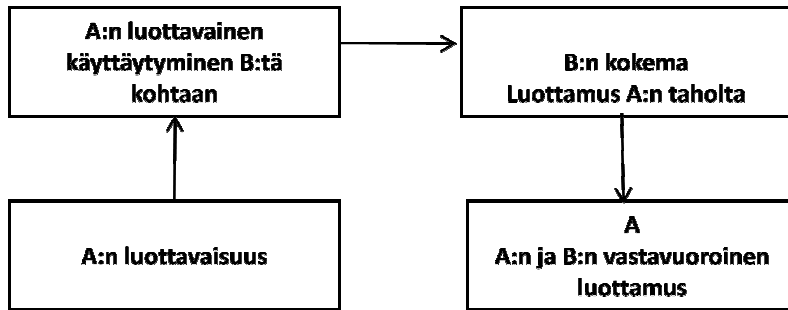 A:n luottavainen
käyttäytyminen B:tä
kohtaan
B:n kokema
Luottamus A:n taholta
A:n luottavaisuus
A
A:n ja B:n vastavuoroinen
luottamus